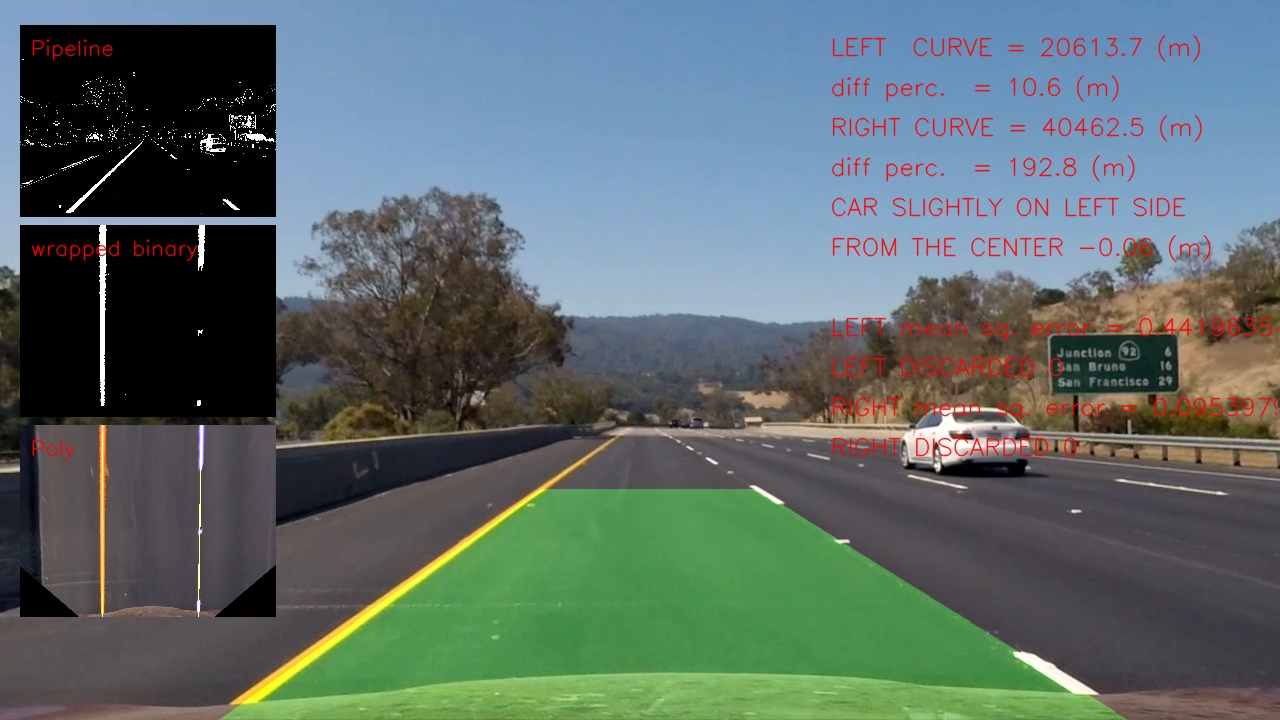 Pipeline
wrapped binary
Poly
LEFT CURVE = 20613.7 (m)
diff perc. = 10.6 (m)
RIGHT CURVE = 40462.5 (m)
diff perc. = 192.8 (m)
CAR SLIGHTLY ON LEFT SIDE
FROM THE CENTER -0.06 (m)
LEFT mean sq. error = 0.4419635
LEFT DISCARDED 0
RIGHT mean sq. error = 0.095397
RIGHT DISCARDED 0
Junction 92 6
San Bruno 16
San Francisco 29